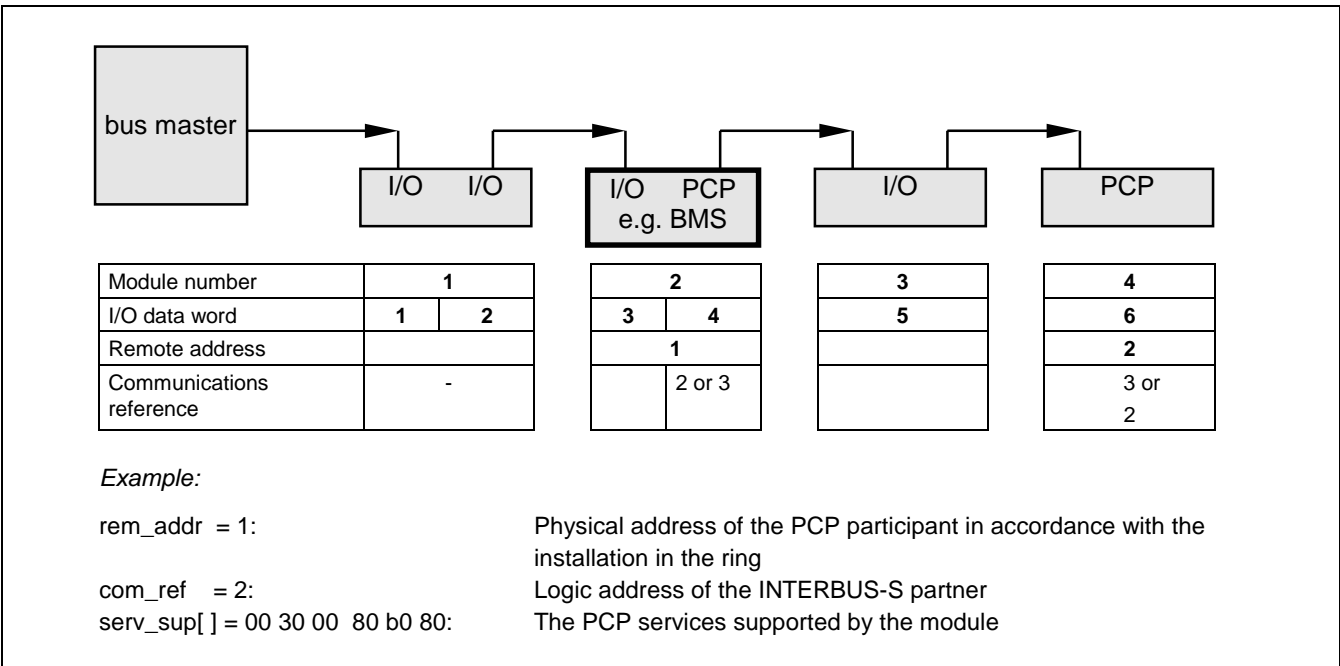 bus master
I/O I/O
I/O PCP
e.g. BMS
I/O
PCP
Module number 1 2 3 4
I/O data word 1 2 3 4 5 6
Remote address 1 2
Communications - 2 or 3 3 or
reference 2
Example:
rem_addr = 1: Physical address of the PCP participant in accordance with the
installation in the ring
com_ref = 2: Logic address of the INTERBUS-S partner
serv_sup[ ] = 00 30 00 80 b0 80: The PCP services supported by the module